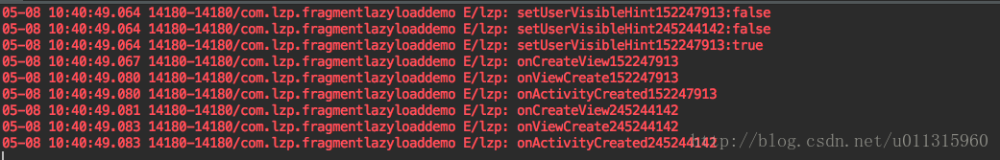 05-08 10:40:49.064 14180-14180/com.lzp.fragmentlazyloaddemo E/lzp: setUserVisibleHint152247913:false
05-08 10:40:49.064 14180-14180/com.lzp.fragmentlazyloaddemo E/lzp: setUserVisibleHint245244142:false
05-08 10:40:49.064 14180-14180/com.lzp.fragmentlazyloaddemo E/lzp: setUserVisibleHint152247913:true
05-08 10:40:49.067 14180-14180/com.lzp.fragmentlazyloaddemo E/lzp: onCreateView152247913
05-08 10:40:49.080 14180-14180/com.lzp.fragmentlazyloaddemo E/lzp: onViewCreate152247913
05-08 10:40:49.080 14180-14180/com.lzp.fragmentlazyloaddemo E/lzp: onActivityCreated152247913
05-08 10:40:49.081 14180-14180/com.lzp.fragmentlazyloaddemo E/lzp: onCreateView245244142
05-08 10:40:49.083 14180-14180/com.lzp.fragmentlazyloaddemo E/lzp: onViewCreate245244142
05-08 10:40:49.083 14180-14180/com.lzp.fragmentlazyloaddemo E/lzp: onActivityCreated245244142
http://blog.csdn.net/u011315960